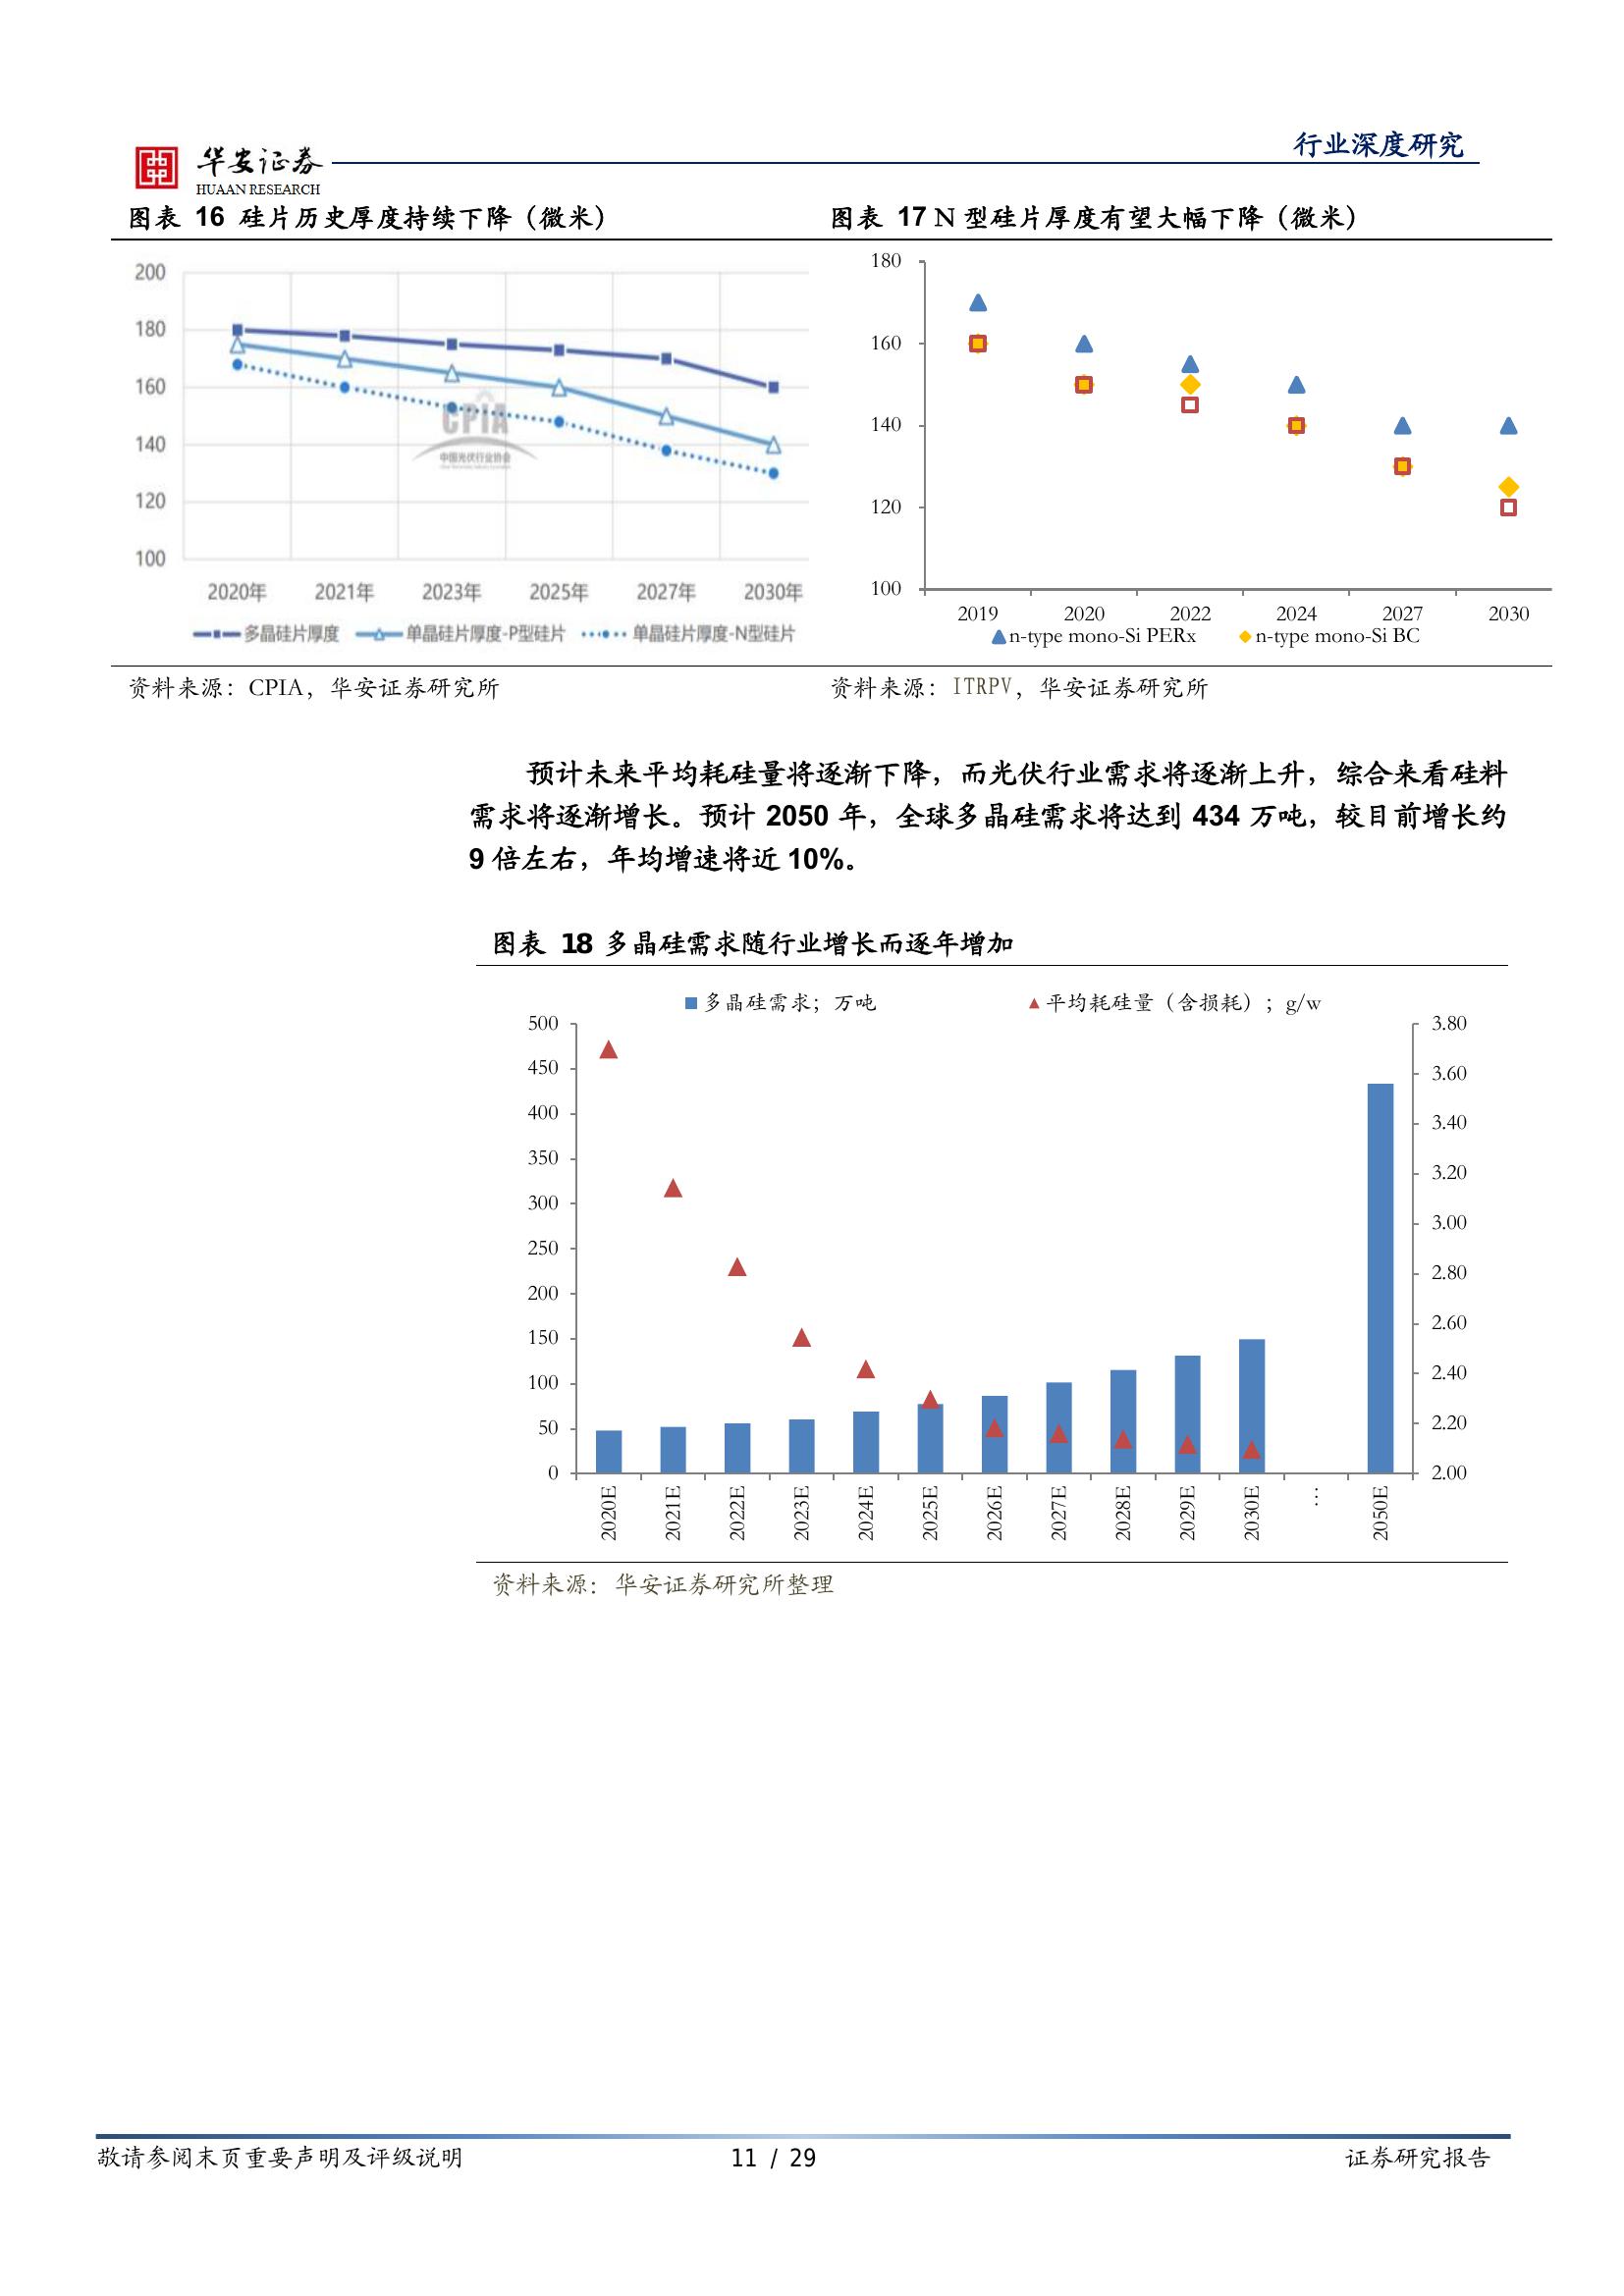 行业深度研究
华安证券
HUAAN RESEARCH
图表 16 硅片历史厚度持续下降（微米）
200
180
160
140
120
100
2020年 2021年 2023年 2025年 2027年 2030年
CPIA
中国光伏行业协会
多晶硅片厚度 单晶硅片厚度-P型硅片 单晶硅片厚度-N型硅片
资料来源：CPIA，华安证券研究所
图表 17 N 型硅片厚度有望大幅下降（微米）
180
160
140
120
100
2019 2020 2022 2024 2027 2030
n-type mono-Si PERx n-type mono-Si BC
资料来源：ITRPV，华安证券研究所
预计未来平均耗硅量将逐渐下降，而光伏行业需求将逐渐上升，综合来看硅料
需求将逐渐增长。预计 2050 年，全球多晶硅需求将达到 434 万吨，较目前增长约
9 倍左右，年均增速将近 10%。
图表 18 多晶硅需求随行业增长而逐年增加
多晶硅需求；万吨 平均耗硅量（含损耗）；g/w
500
450
400
350
300
250
200
150
100
50
0
3.80
3.60
3.40
3.20
3.00
2.80
2.60
2.40
2.20
2.00
2020E 2021E 2022E 2023E 2024E 2025E 2026E 2027E 2028E 2029E 2030E … 2050E
资料来源：华安证券研究所整理
敬请参阅末页重要声明及评级说明 11 / 29 证券研究报告